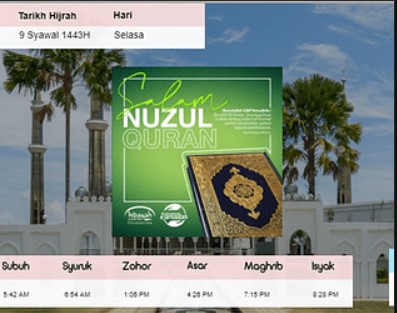 Tarikh Hijrah Hari
9 Syawal 1443H Selasa
Salam
NUZUL
QURAN
Subuh Syuruk Zohor Asar Maghrib Isyak
5:42 AM 6:54 AM 1:06 PM 4:26 PM 7:15 PM 8:28 PM